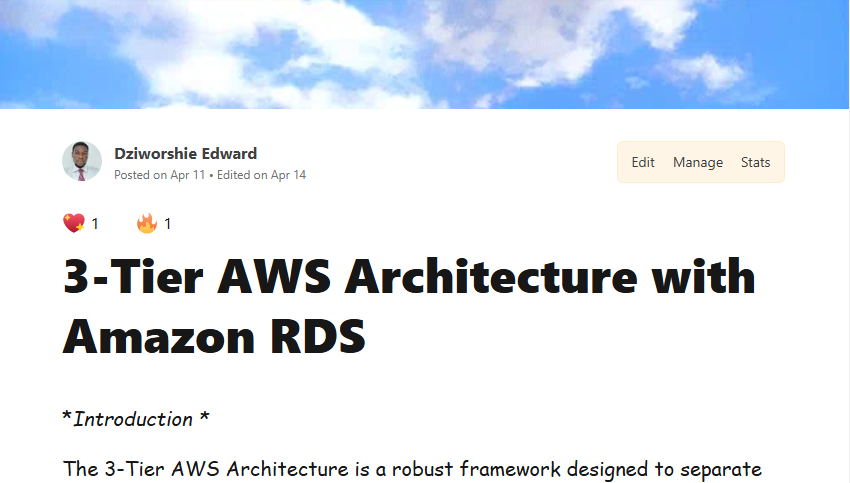 Dziworshie Edward
Posted on Apr 11 • Edited on Apr 14
Edit Manage Stats
1 1
3-Tier AWS Architecture with
Amazon RDS
*Introduction *
The 3-Tier AWS Architecture is a robust framework designed to separate